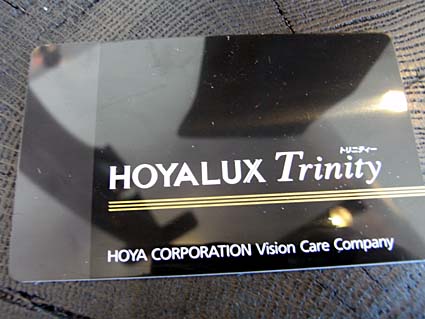 トリニティー
HOYALUX Trinity
HOYA CORPORATION Vision Care Company